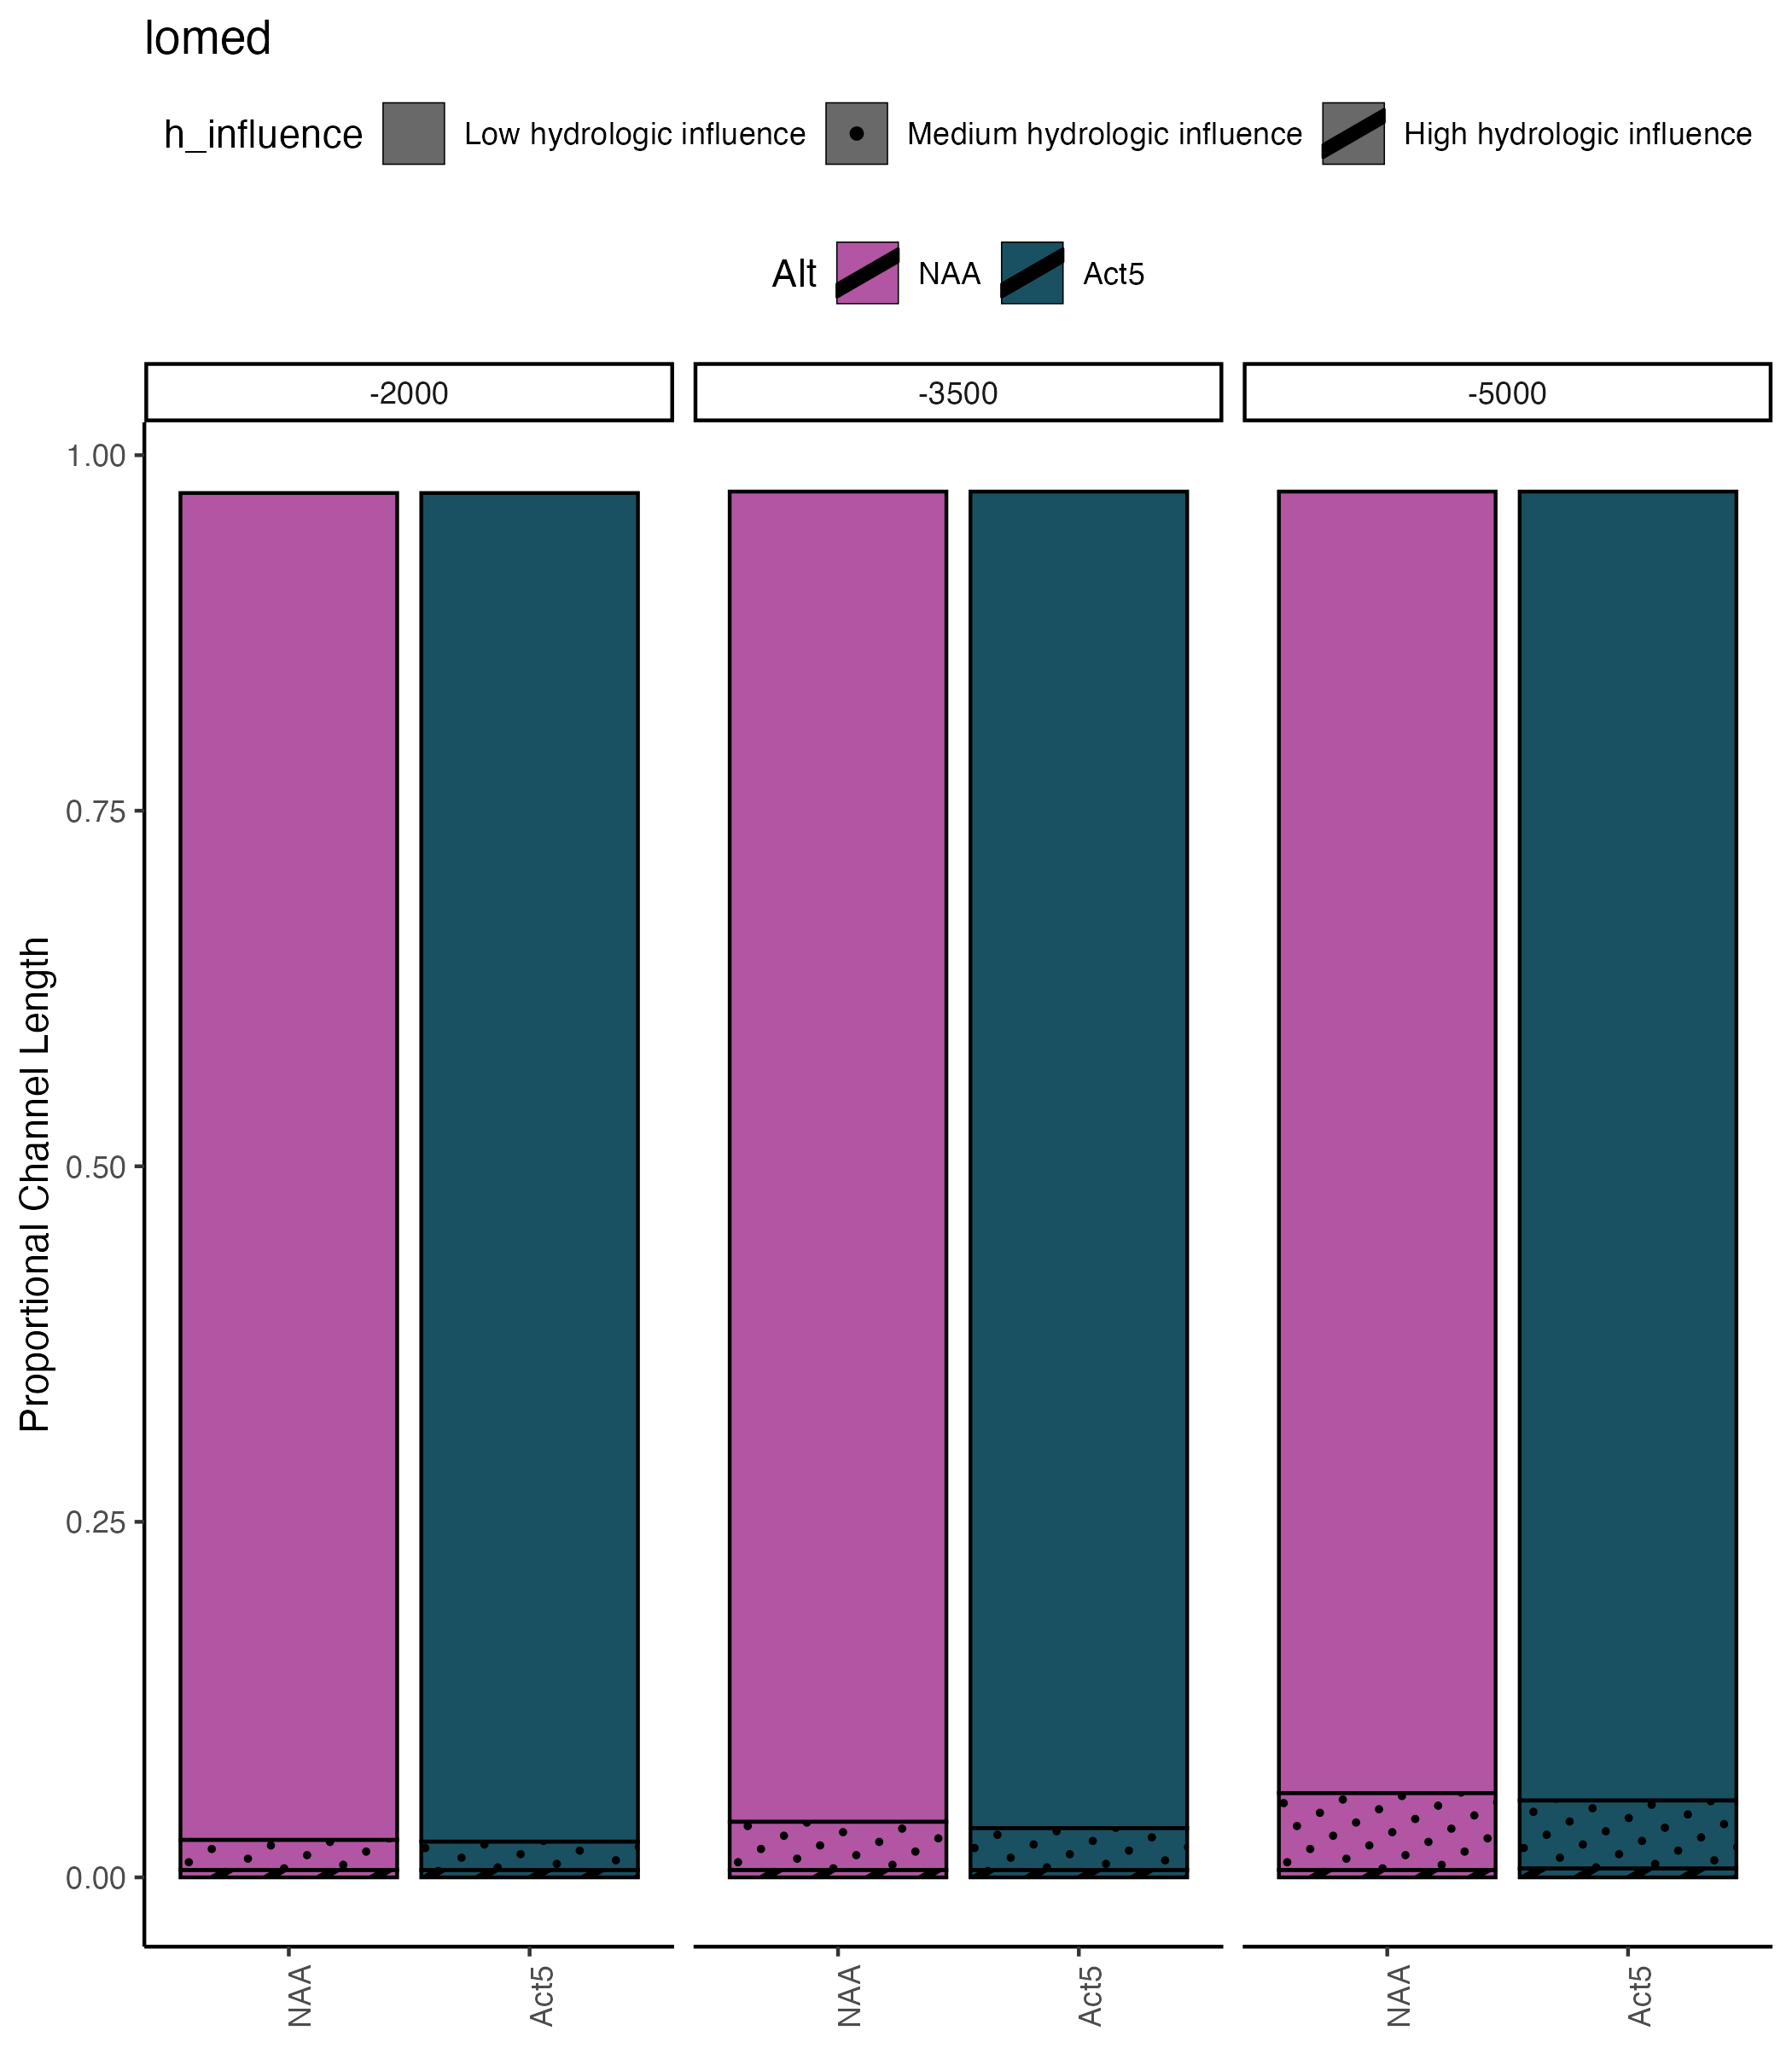 lomed
h_influence Low hydrologic influence Medium hydrologic influence High hydrologic influence
Alt NAA Act5
-2000 -3500 -5000
1.00
0.75
0.50
0.25
0.00
Proportional Channel Length
NAA Act5 NAA Act5 NAA Act5